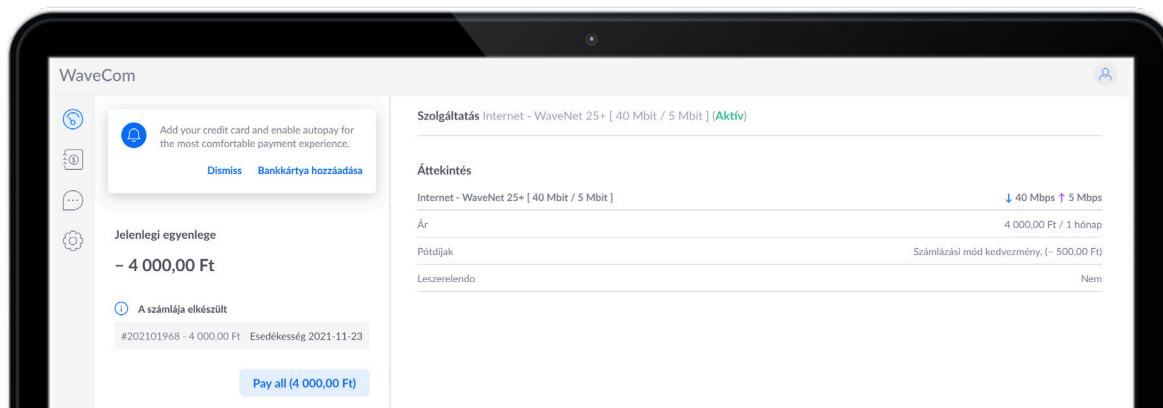 WaveCom
Add your credit card and enable autopay for
the most comfortable payment experience.
Dismiss Bankkártya hozzáadása
Jelenlegi egyenlege
– 4 000,00 Ft
A számlája elkészült
#202101968 - 4 000,00 Ft Esedékesség 2021-11-23
Pay all (4 000,00 Ft)
Szolgáltatás Internet - WaveNet 25+ [ 40 Mbit / 5 Mbit ] (Aktív)
Áttekintés
Internet - WaveNet 25+ [ 40 Mbit / 5 Mbit ] ↓ 40 Mbps ↑ 5 Mbps
Ár 4 000,00 Ft / 1 hónap
Pótdíjak Számlázási mód kedvezmény. (– 500,00 Ft)
Leszerelendo Nem